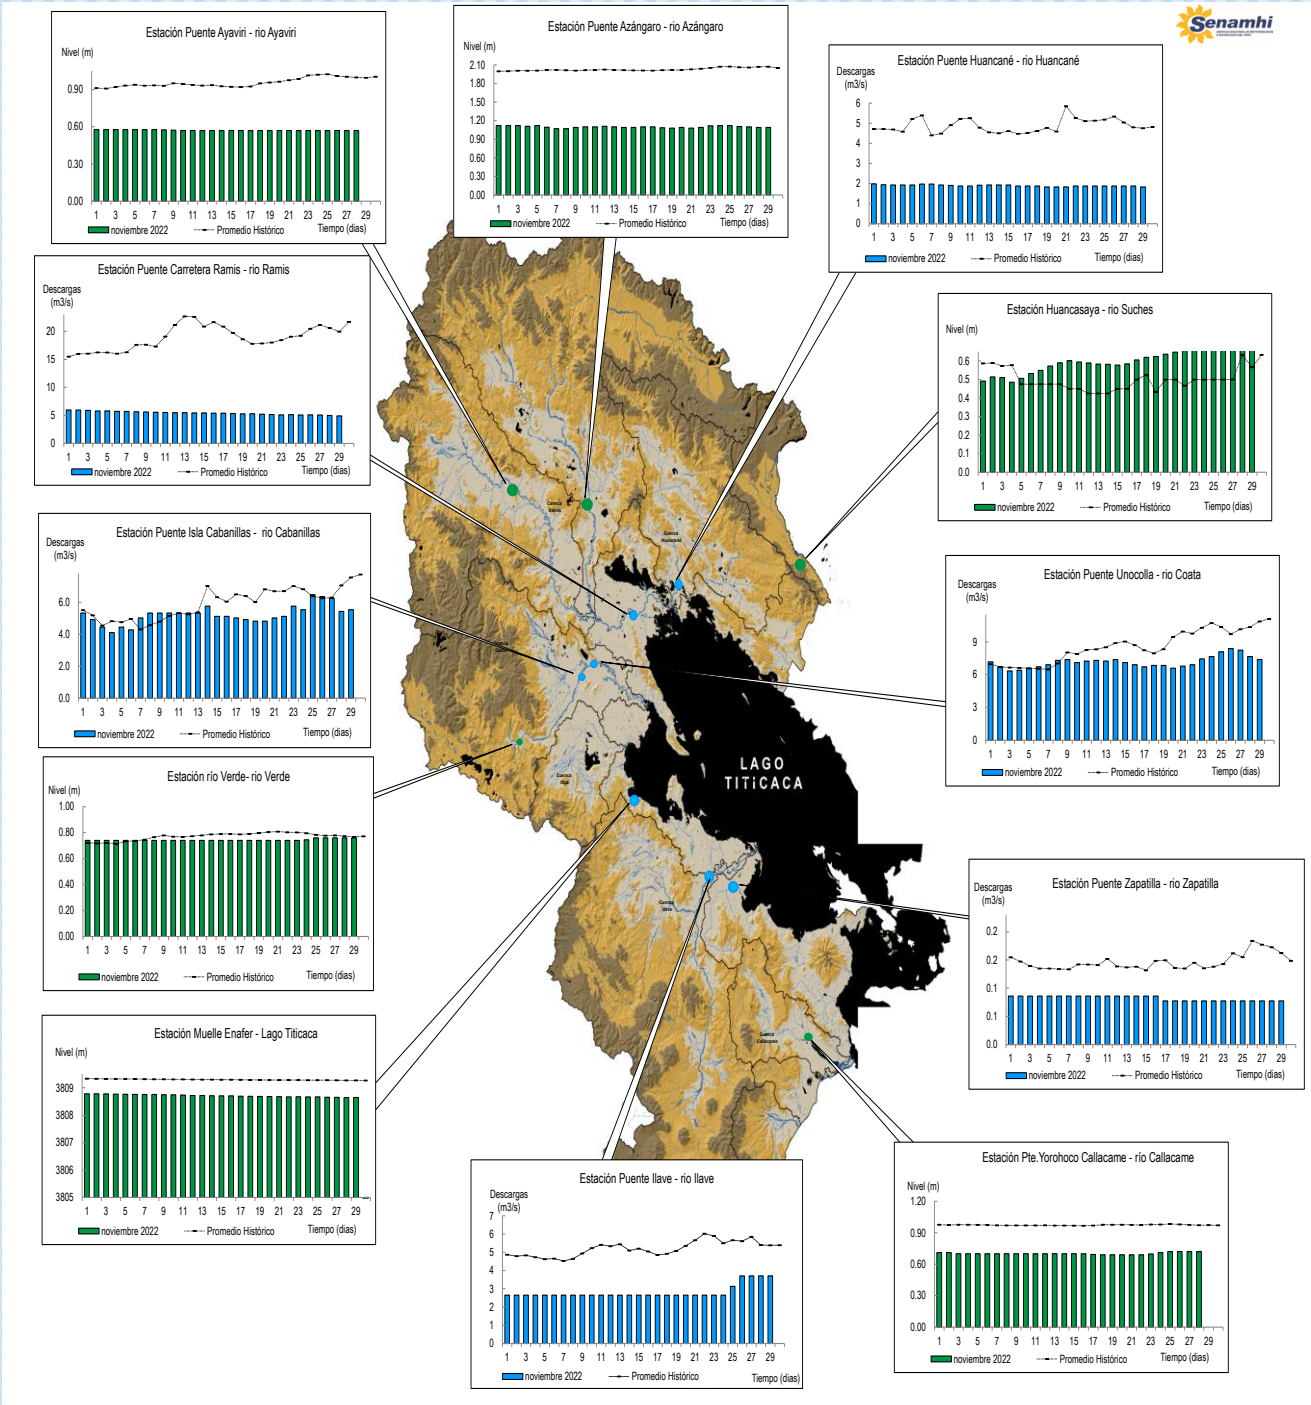 Senamhi
Estación Puente Ayaviri - rio Ayaviri
Nivel (m)
0.90
0.60
0.30
0.00
1 3 5 7 9 11 13 15 17 19 21 23 25 27 29
noviembre 2022 Promedio Histórico Tiempo (dias)
Estación Puente Azángaro - rio Azángaro
Nivel (m)
2.10
1.80
1.50
1.20
0.90
0.60
0.30
0.00
1 3 5 7 9 11 13 15 17 19 21 23 25 27 29
noviembre 2022 Promedio Histórico Tiempo (dias)
Estación Puente Huancané - rio Huancané
Descargas
(m3/s)
6
5
4
3
2
1
0
1 3 5 7 9 11 13 15 17 19 21 23 25 27 29
noviembre 2022 Promedio Histórico Tiempo (dias)
Estación Puente Carretera Ramis - rio Ramis
Descargas
(m3/s)
20
15
10
5
0
1 3 5 7 9 11 13 15 17 19 21 23 25 27 29
noviembre 2022 Promedio Histórico Tiempo (dias)
Estación Huancasaya - rio Suches
Nivel (m)
0.6
0.5
0.4
0.3
0.2
0.1
0.0
1 3 5 7 9 11 13 15 17 19 21 23 25 27 29
noviembre 2022 Promedio Histórico Tiempo (dias)
Estación Puente Isla Cabanillas - rio Cabanillas
Descargas
(m3/s)
6.0
4.0
2.0
0.0
1 3 5 7 9 11 13 15 17 19 21 23 25 27 29
noviembre 2022 Promedio Histórico Tiempo (dias)
Estación Puente Unocolla - rio Coata
Descargas
(m3/s)
9
6
3
0
1 3 5 7 9 11 13 15 17 19 21 23 25 27 29
noviembre 2022 Promedio Histórico Tiempo (dias)
Estación río Verde- rio Verde
Nivel (m)
1.00
0.80
0.60
0.40
0.20
0.00
1 3 5 7 9 11 13 15 17 19 21 23 25 27 29
noviembre 2022 Promedio Histórico Tiempo (dias)
Estación Puente Zapatilla - rio Zapatilla
Descargas
(m3/s)
0.2
0.2
0.1
0.1
0.0
1 3 5 7 9 11 13 15 17 19 21 23 25 27 29
noviembre 2022 Promedio Histórico Tiempo (dias)
Estación Muelle Enafer - Lago Titicaca
Nivel (m)
3809
3808
3807
3806
3805
1 3 5 7 9 11 13 15 17 19 21 23 25 27 29
noviembre 2022 Promedio Histórico Tiempo (dias)
Estación Puente Ilave - rio Ilave
Descargas
(m3/s)
7
6
5
4
3
2
1
0
1 3 5 7 9 11 13 15 17 19 21 23 25 27 29
noviembre 2022 Promedio Histórico Tiempo (dias)
Estación Pte.Yorohoco Callacame - río Callacame
Nivel (m)
1.20
0.90
0.60
0.30
0.00
1 3 5 7 9 11 13 15 17 19 21 23 25 27 29
noviembre 2022 Promedio Histórico Tiempo (dias)
Cuenca
Ramis
Cuenca
Huancané
LAGO
TITiCACA
Cuenca
Illpa
Cuenca
Ilave
Cuenca
Callacame